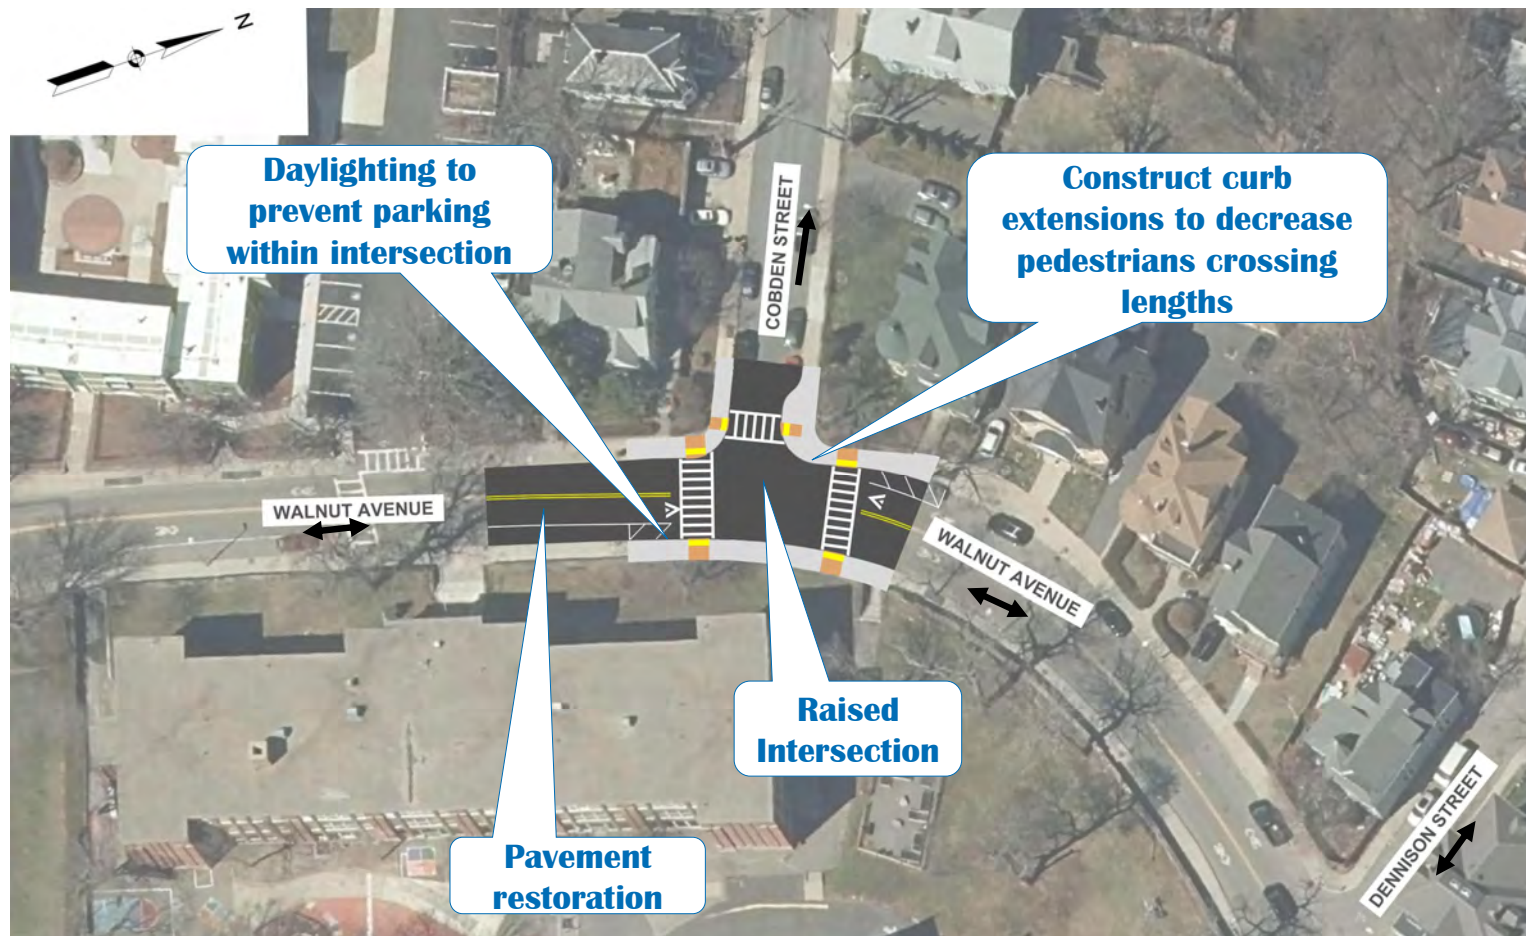 N
Daylighting to
prevent parking
within intersection
COBDEN STREET
Construct curb
extensions to decrease
pedestrians crossing
lengths
WALNUT AVENUE
WALNUT AVENUE
Raised
Intersection
Pavement
restoration
DENNISON STREET